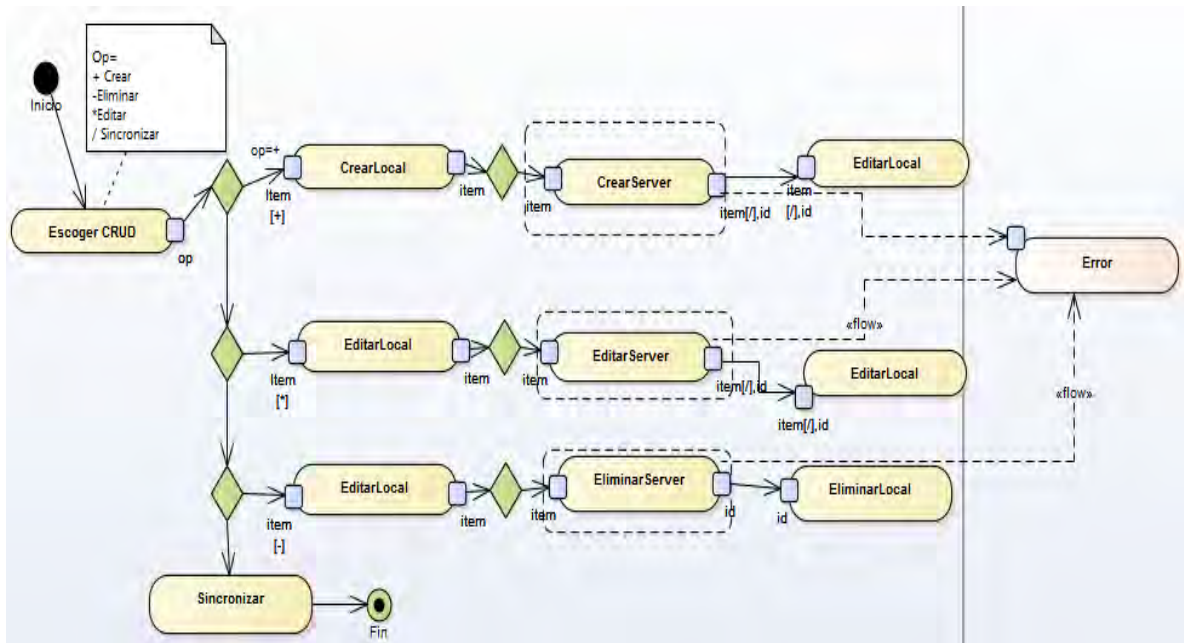 Op=
+ Crear
-Eliminar
*Editar
/ Sincronizar
Inicio
Escoger CRUD
op
op=+
Item
[+]
CrearLocal
item
item
CrearServer
item[/],id
item
[/],id
EditarLocal
Error
Item
[*]
EditarLocal
item
item
EditarServer
«flow»
item[/],id
EditarLocal
item[/],id
«flow»
item
[-]
EditarLocal
item
item
EliminarServer
id
id
EliminarLocal
Sincronizar
Fin